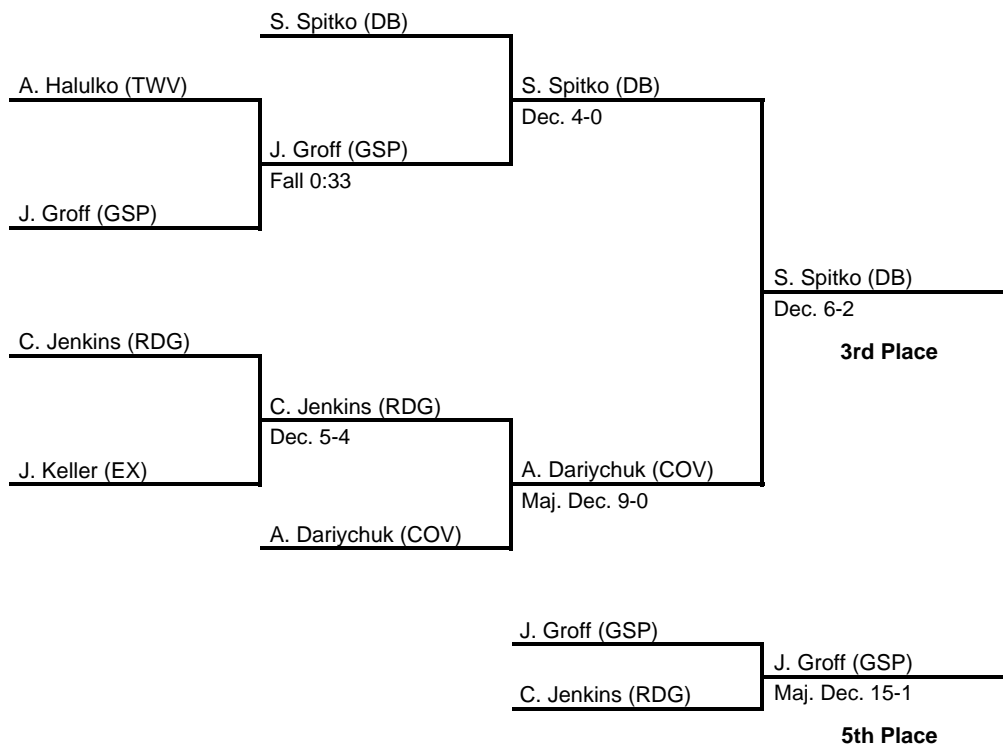 S. Spitko (DB)
A. Halulko (TWV)
S. Spitko (DB)
Dec. 4-0
J. Groff (GSP)
Fall 0:33
J. Groff (GSP)
S. Spitko (DB)
Dec. 6-2
3rd Place
C. Jenkins (RDG)
C. Jenkins (RDG)
Dec. 5-4
J. Keller (EX)
A. Dariychuk (COV)
Maj. Dec. 9-0
A. Dariychuk (COV)
J. Groff (GSP)
J. Groff (GSP)
Maj. Dec. 15-1
C. Jenkins (RDG)
5th Place